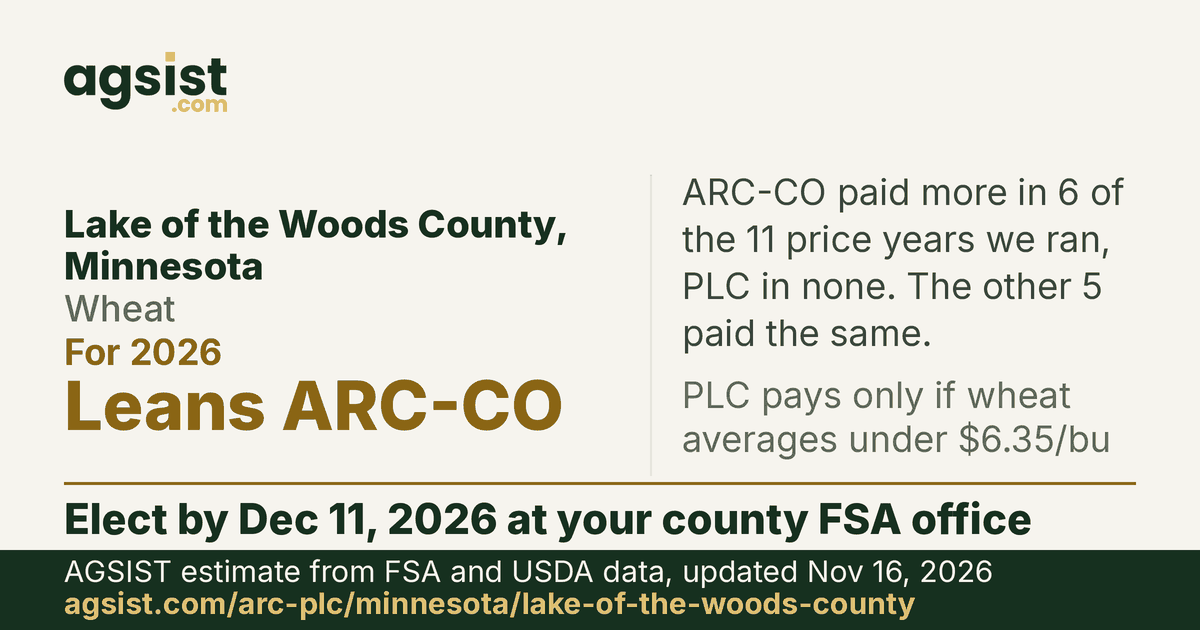 agsist
.com
Lake of the Woods County,
Minnesota
Wheat
For 2026
Leans ARC-CO
ARC-CO paid more in 6 of
the 11 price years we ran,
PLC in none. The other 5
paid the same.
PLC pays only if wheat
averages under $6.35/bu
Elect by Dec 11, 2026 at your county FSA office
AGSIST estimate from FSA and USDA data, updated Nov 16, 2026
agsist.com/arc-plc/minnesota/lake-of-the-woods-county